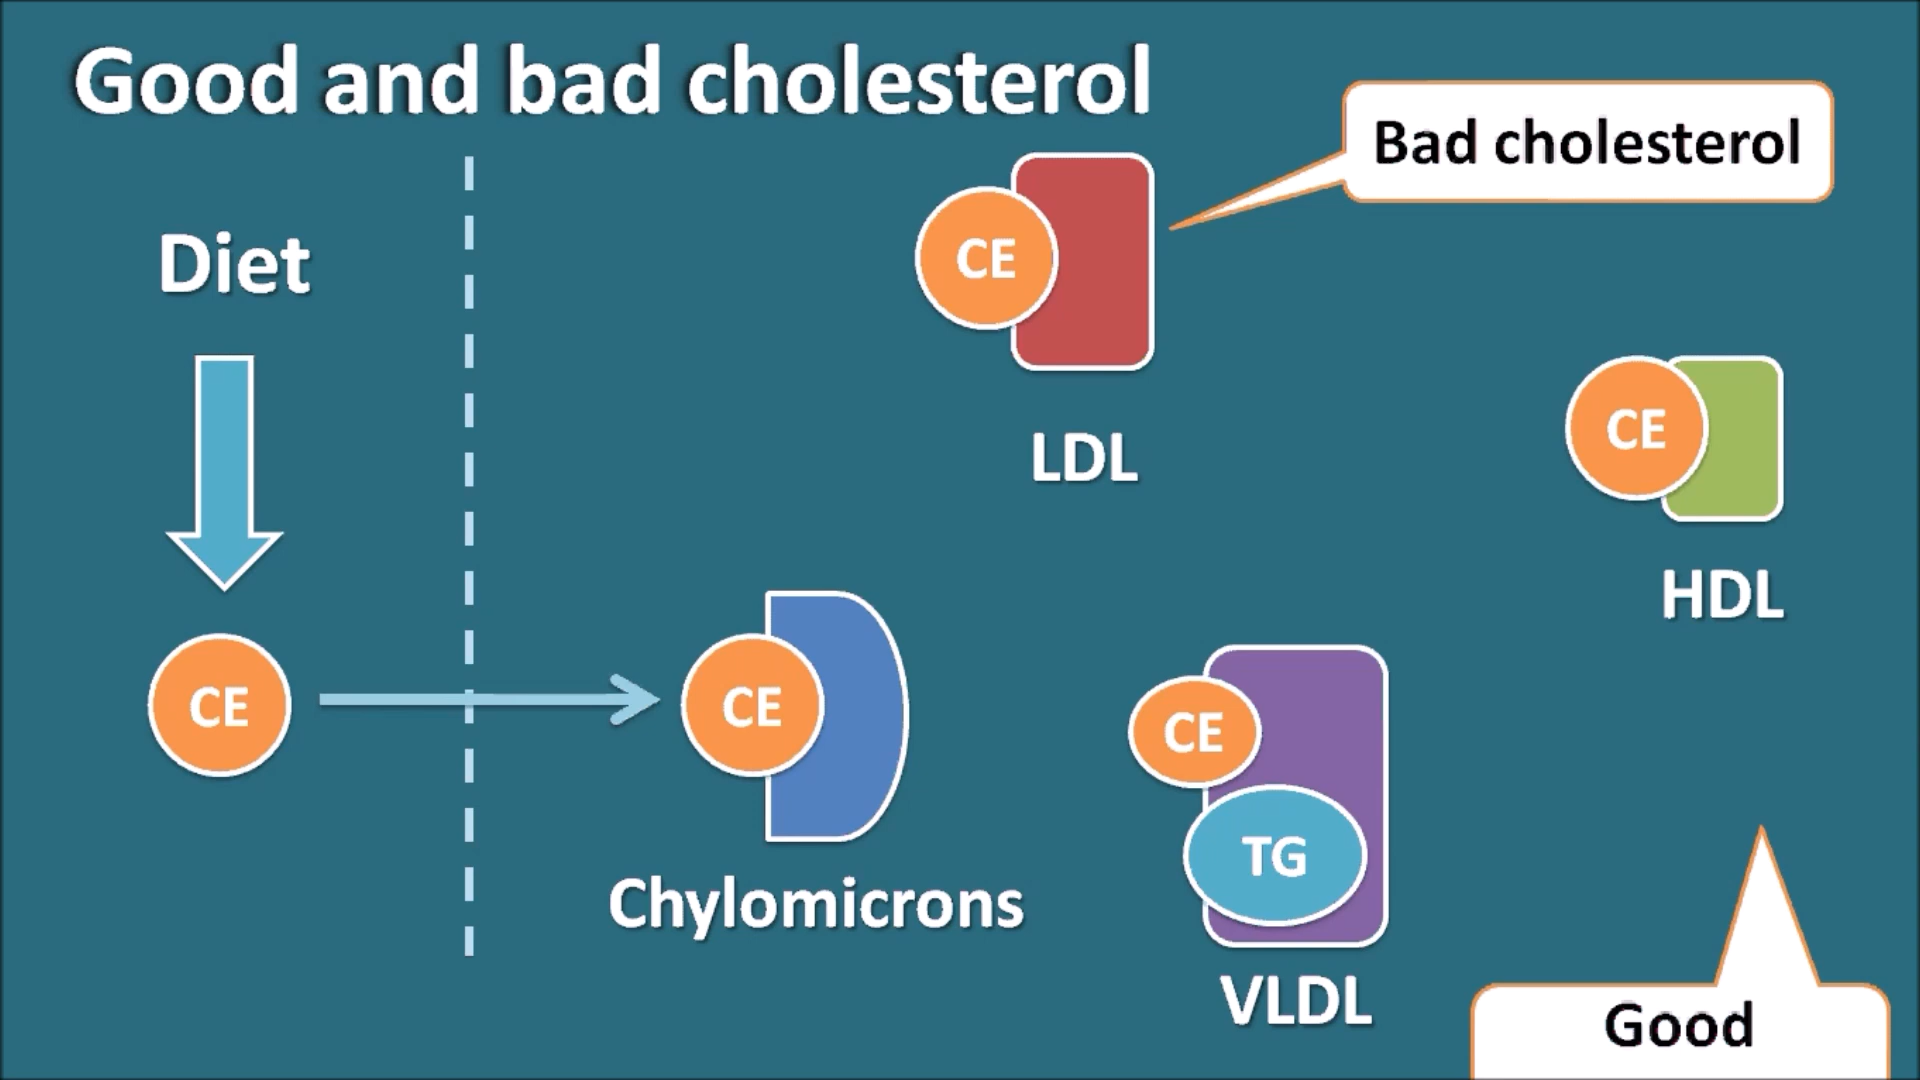 Good and bad cholesterol
Bad cholesterol
Diet
CE
LDL
CE
HDL
CE
CE
Chylomicrons
CE
TG
VLDL
Good